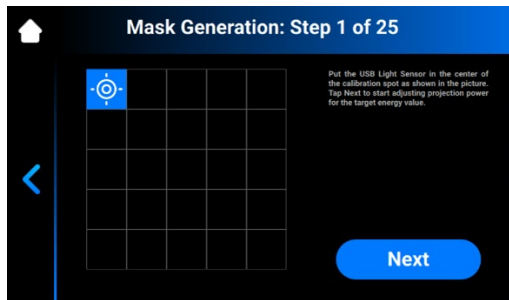 Mask Generation: Step 1 of 25
Put the USB Light Sensor in the center of
the calibration spot as shown in the picture.
Tap Next to start adjusting projection power
for the target energy value.
Next